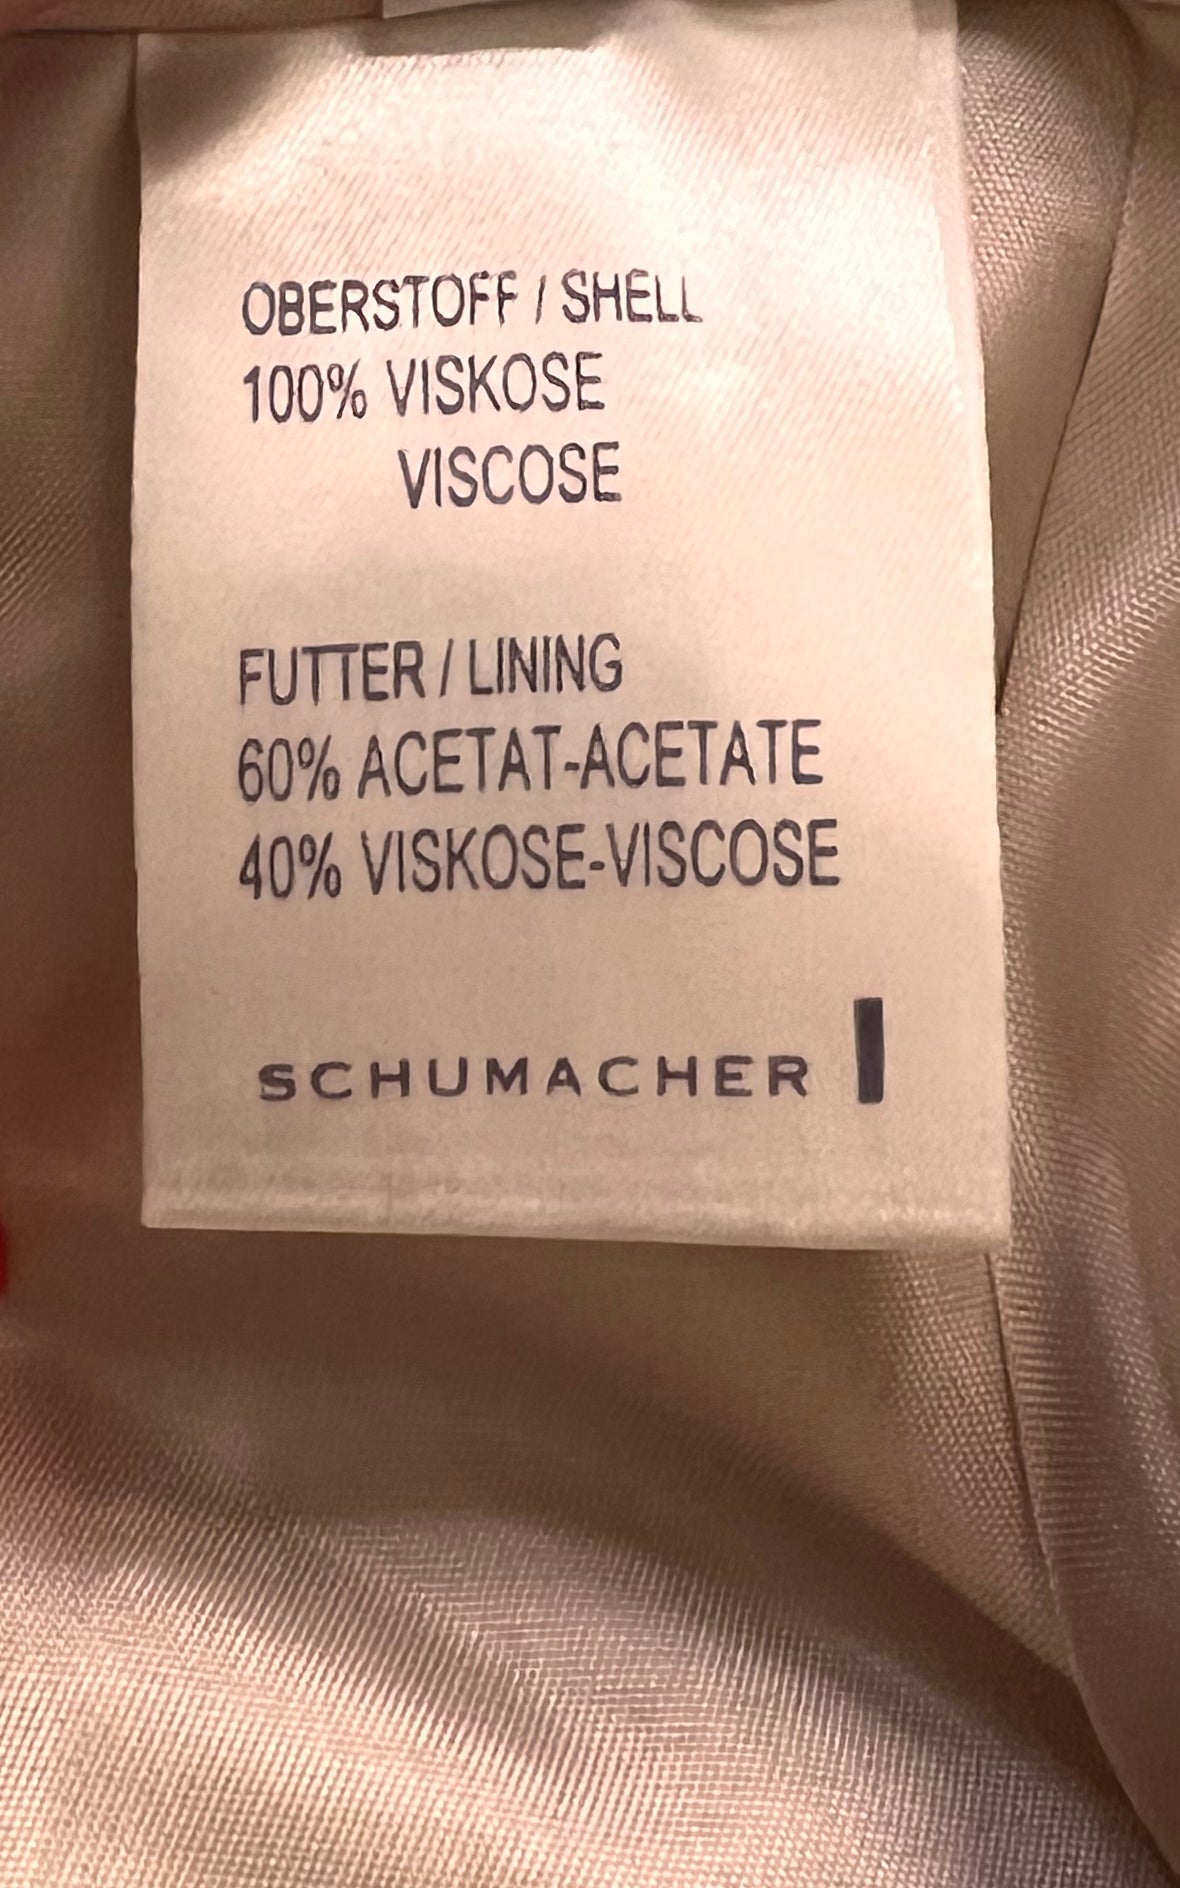 OBERSTOFF / SHELL
100% VISKOSE
VISCOSE
FUTTER / LINING
60% ACETAT-ACETATE
40% VISKOSE-VISCOSE
SCHUMACHER